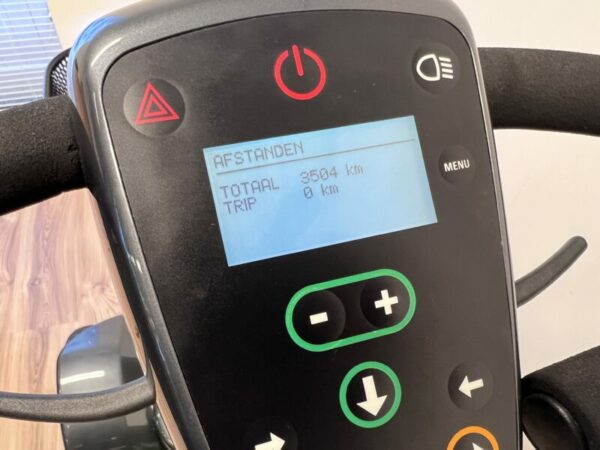 AFSTANDEN
TOTAAL 3504 km
TRIP 0 km
MENU
- +